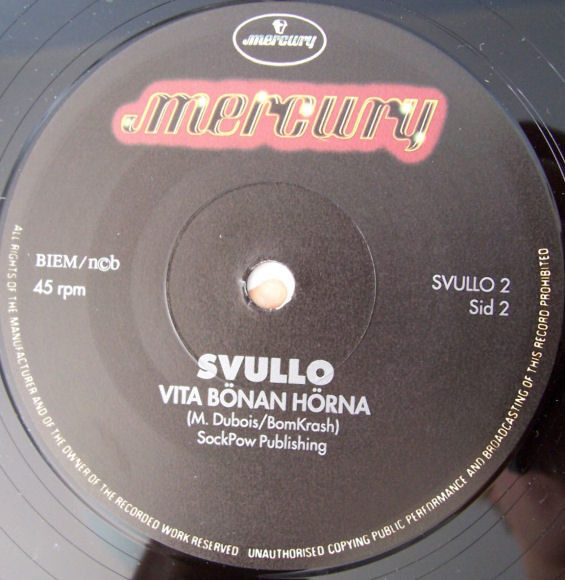 mercury
mercury
BIEM/n©b
45 rpm
SVULLO 2
Sid 2
SVULLO
VITA BÖNAN HÖRNA
(M. Dubois/BomKrash)
SockPow Publishing
ALL RIGHTS OF THE MANUFACTURER AND OF THE OWNER OF THE RECORDED WORK RESERVED UNAUTHORISED COPYING PUBLIC PERFORMANCE AND BROADCASTING OF THIS RECORD PROHIBITED